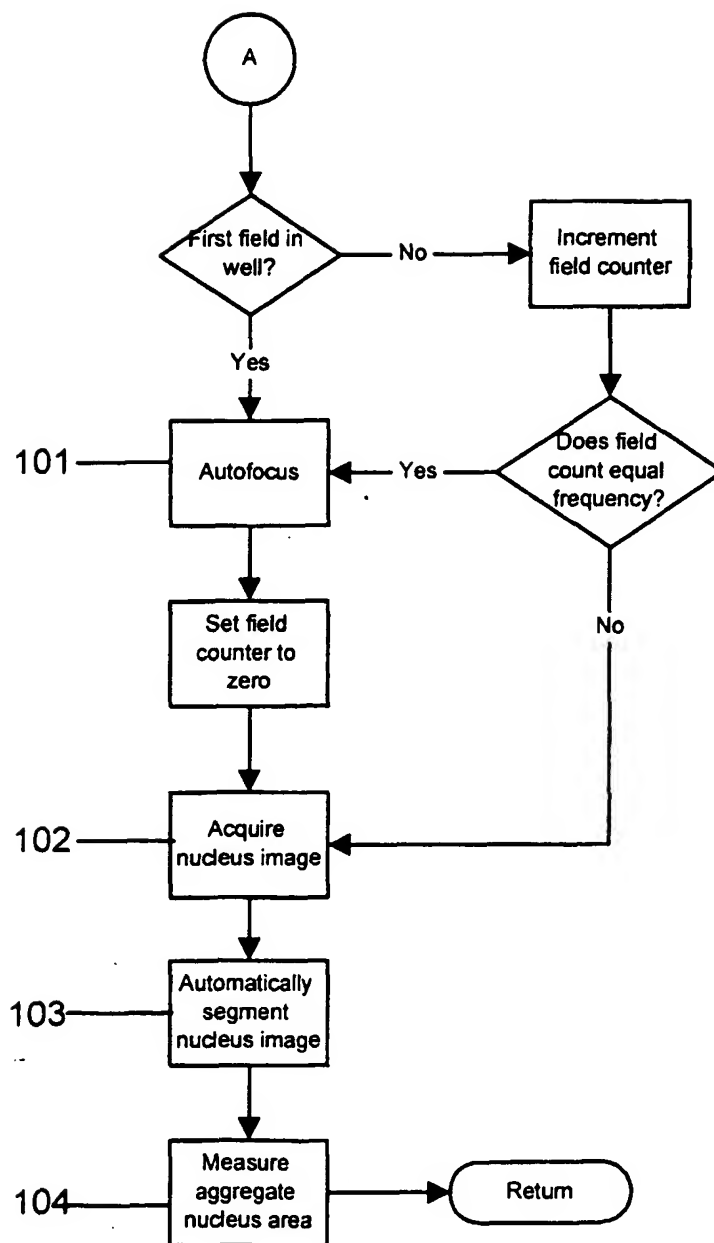 A
First field in
well?
No
Increment
field counter
Yes
101
Autofocus
Yes
Does field
count equal
frequency?
Set field
counter to
zero
No
102
Acquire
nucleus image
103
Automatically
segment
nucleus image
104
Measure
aggregate
nucleus area
Return